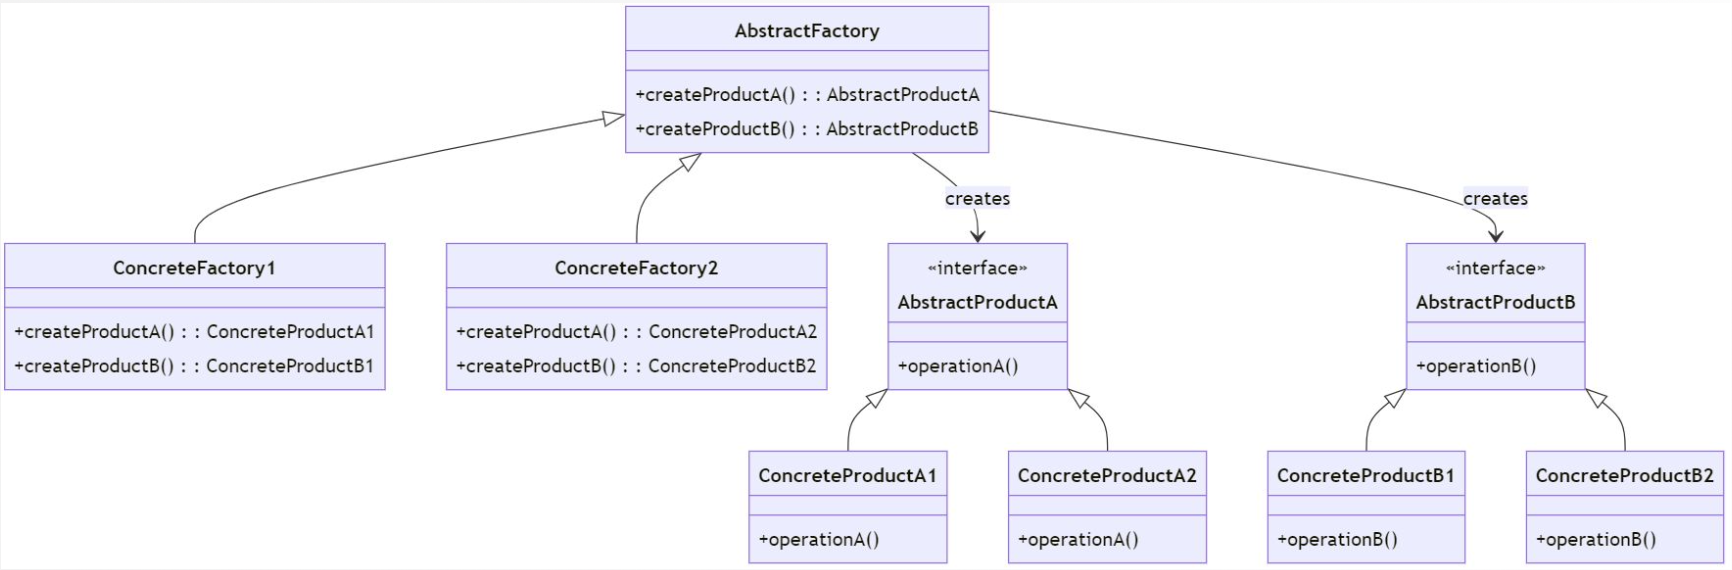 AbstractFactory
+createProductA() : : AbstractProductA
+createProductB() : : AbstractProductB
creates
creates
ConcreteFactory1
+createProductA() : : ConcreteProductA1
+createProductB() : : ConcreteProductB1
ConcreteFactory2
+createProductA() : : ConcreteProductA2
+createProductB() : : ConcreteProductB2
«interface»
AbstractProductA
+operationA()
«interface»
AbstractProductB
+operationB()
ConcreteProductA1
+operationA()
ConcreteProductA2
+operationA()
ConcreteProductB1
+operationB()
ConcreteProductB2
+operationB()